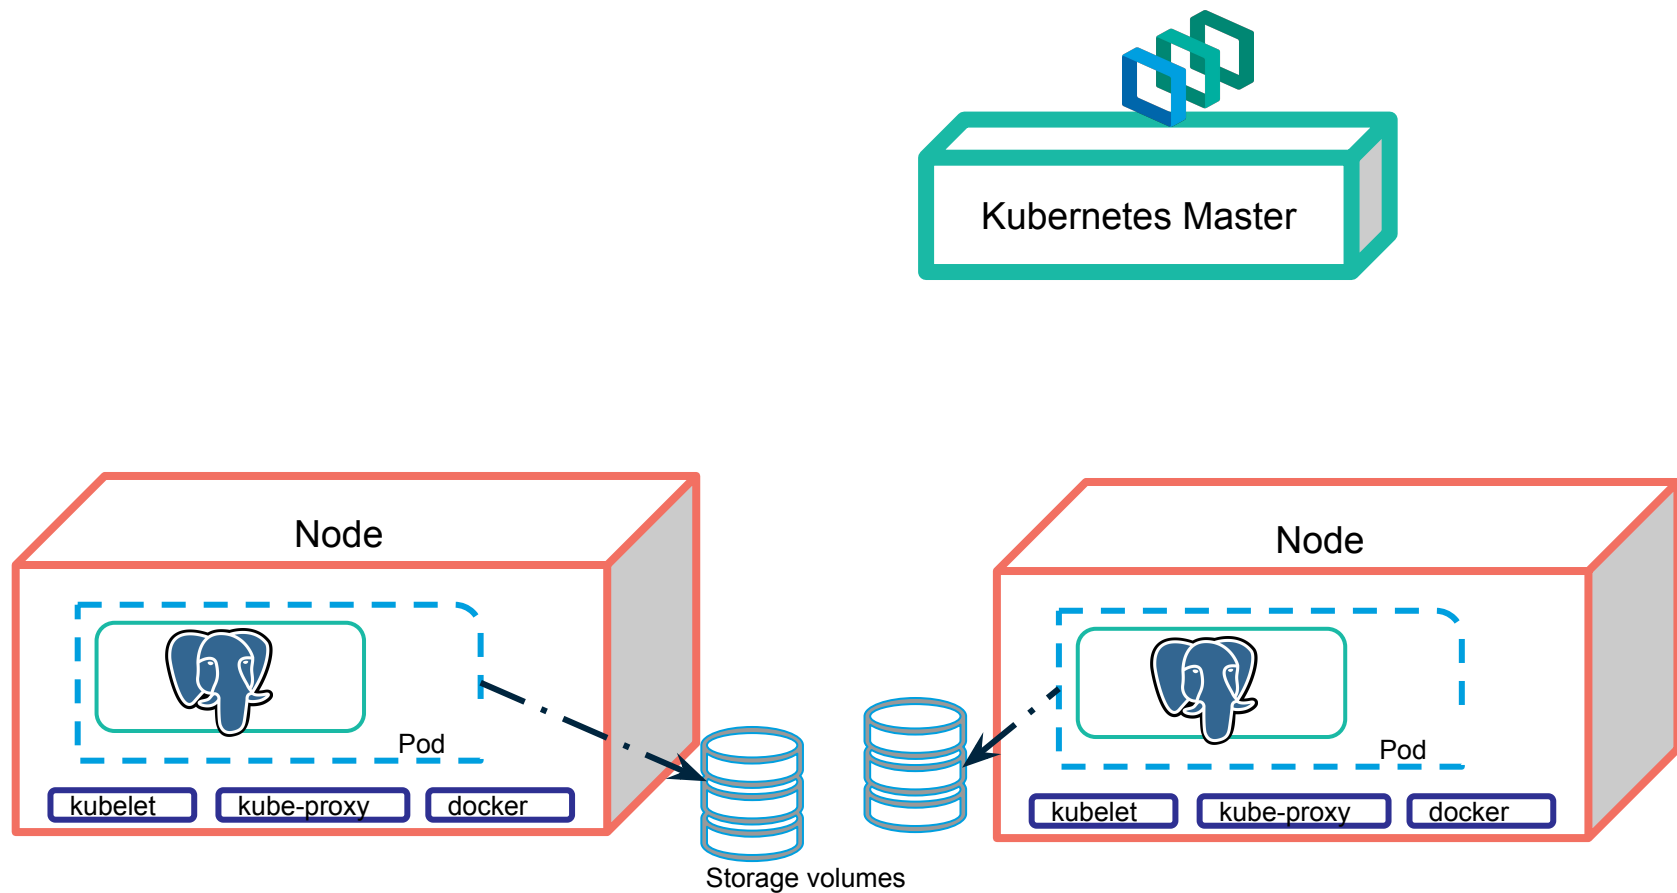 Kubernetes Master
Node
Pod
kubelet
kube-proxy
docker
Storage volumes
Node
Pod
kubelet
kube-proxy
docker